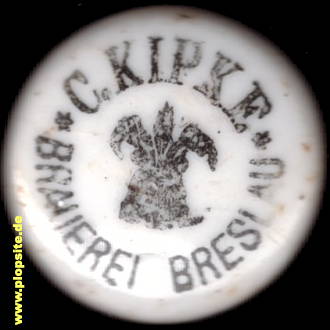 * C. KIPKE. *
BRAUEREI BRESLAU
www.plopsite.de